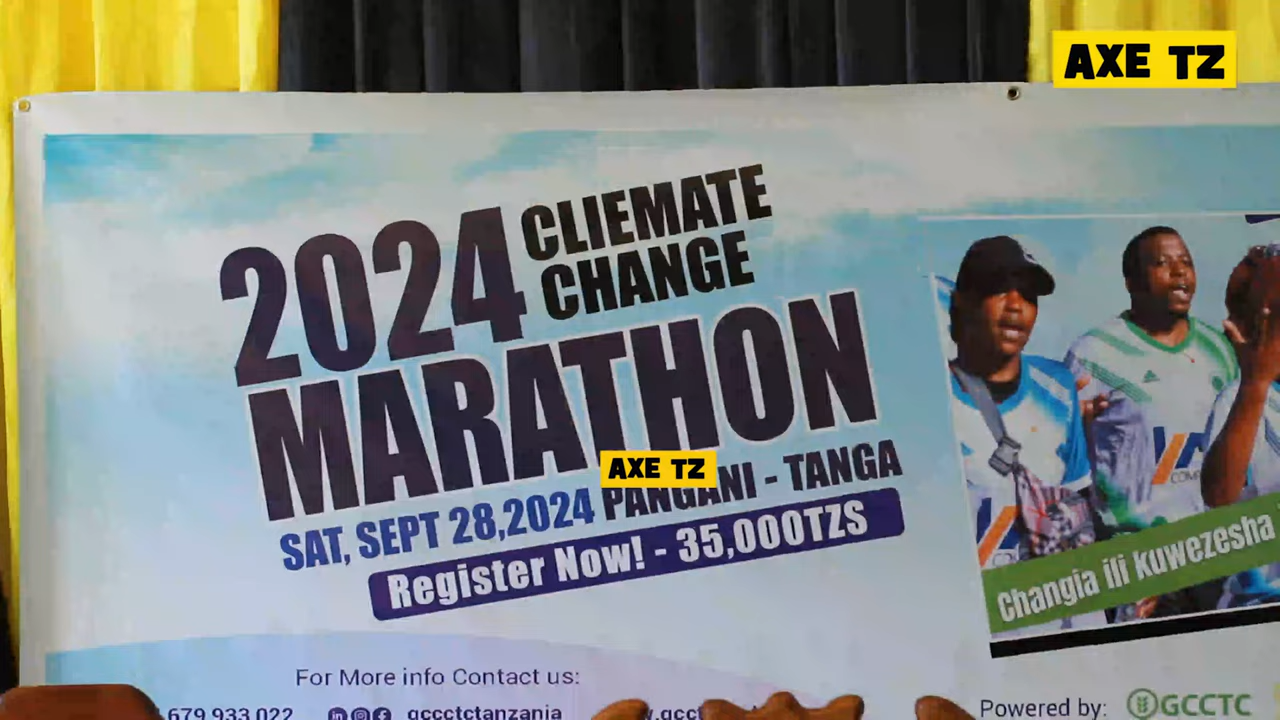 AXE TZ
2024 CLIEMATE
CHANGE
MARATHON
AXE TZ
SAT, SEPT 28,2024 PANGANI - TANGA
Register Now! - 35,000TZS
Changia ili kuwezesha
For More info Contact us:
679 933 022 gccctctanzania
Powered by: GCCTC